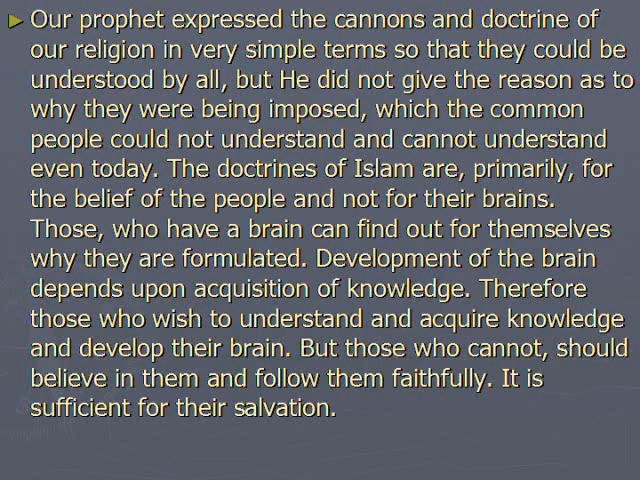 ► Our prophet expressed the cannons and doctrine of
our religion in very simple terms so that they could be
understood by all, but He did not give the reason as to
why they were being imposed, which the common
people could not understand and cannot understand
even today. The doctrines of Islam are, primarily, for
the belief of the people and not for their brains.
Those, who have a brain can find out for themselves
why they are formulated. Development of the brain
depends upon acquisition of knowledge. Therefore
those who wish to understand and acquire knowledge
and develop their brain. But those who cannot, should
believe in them and follow them faithfully. It is
sufficient for their salvation.